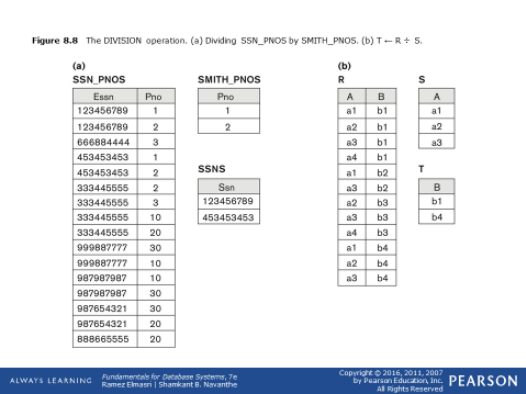 Figure 8.8 The DIVISION operation. (a) Dividing SSN_PNOS by SMITH_PNOS. (b) T ← R ÷ S.
(a)
SSN_PNOS
Essn Pno
123456789 1
123456789 2
666884444 3
453453453 1
453453453 2
333445555 2
333445555 3
333445555 10
333445555 20
999887777 30
999887777 10
987987987 10
987987987 30
987654321 30
987654321 20
888665555 20
SMITH_PNOS
Pno
1
2
SSNS
Ssn
123456789
453453453
(b)
R
A B
a1 b1
a2 b1
a3 b1
a4 b1
a1 b2
a3 b2
a2 b3
a3 b3
a4 b3
a1 b4
a2 b4
a3 b4
S
A
a1
a2
a3
T
B
b1
b4
ALWAYS LEARNING
Fundamentals for Database Systems, 7e
Ramez Elmasri | Shamkant B. Navanthe
Copyright © 2016, 2011, 2007
by Pearson Education, Inc.
All Rights Reserved
PEARSON